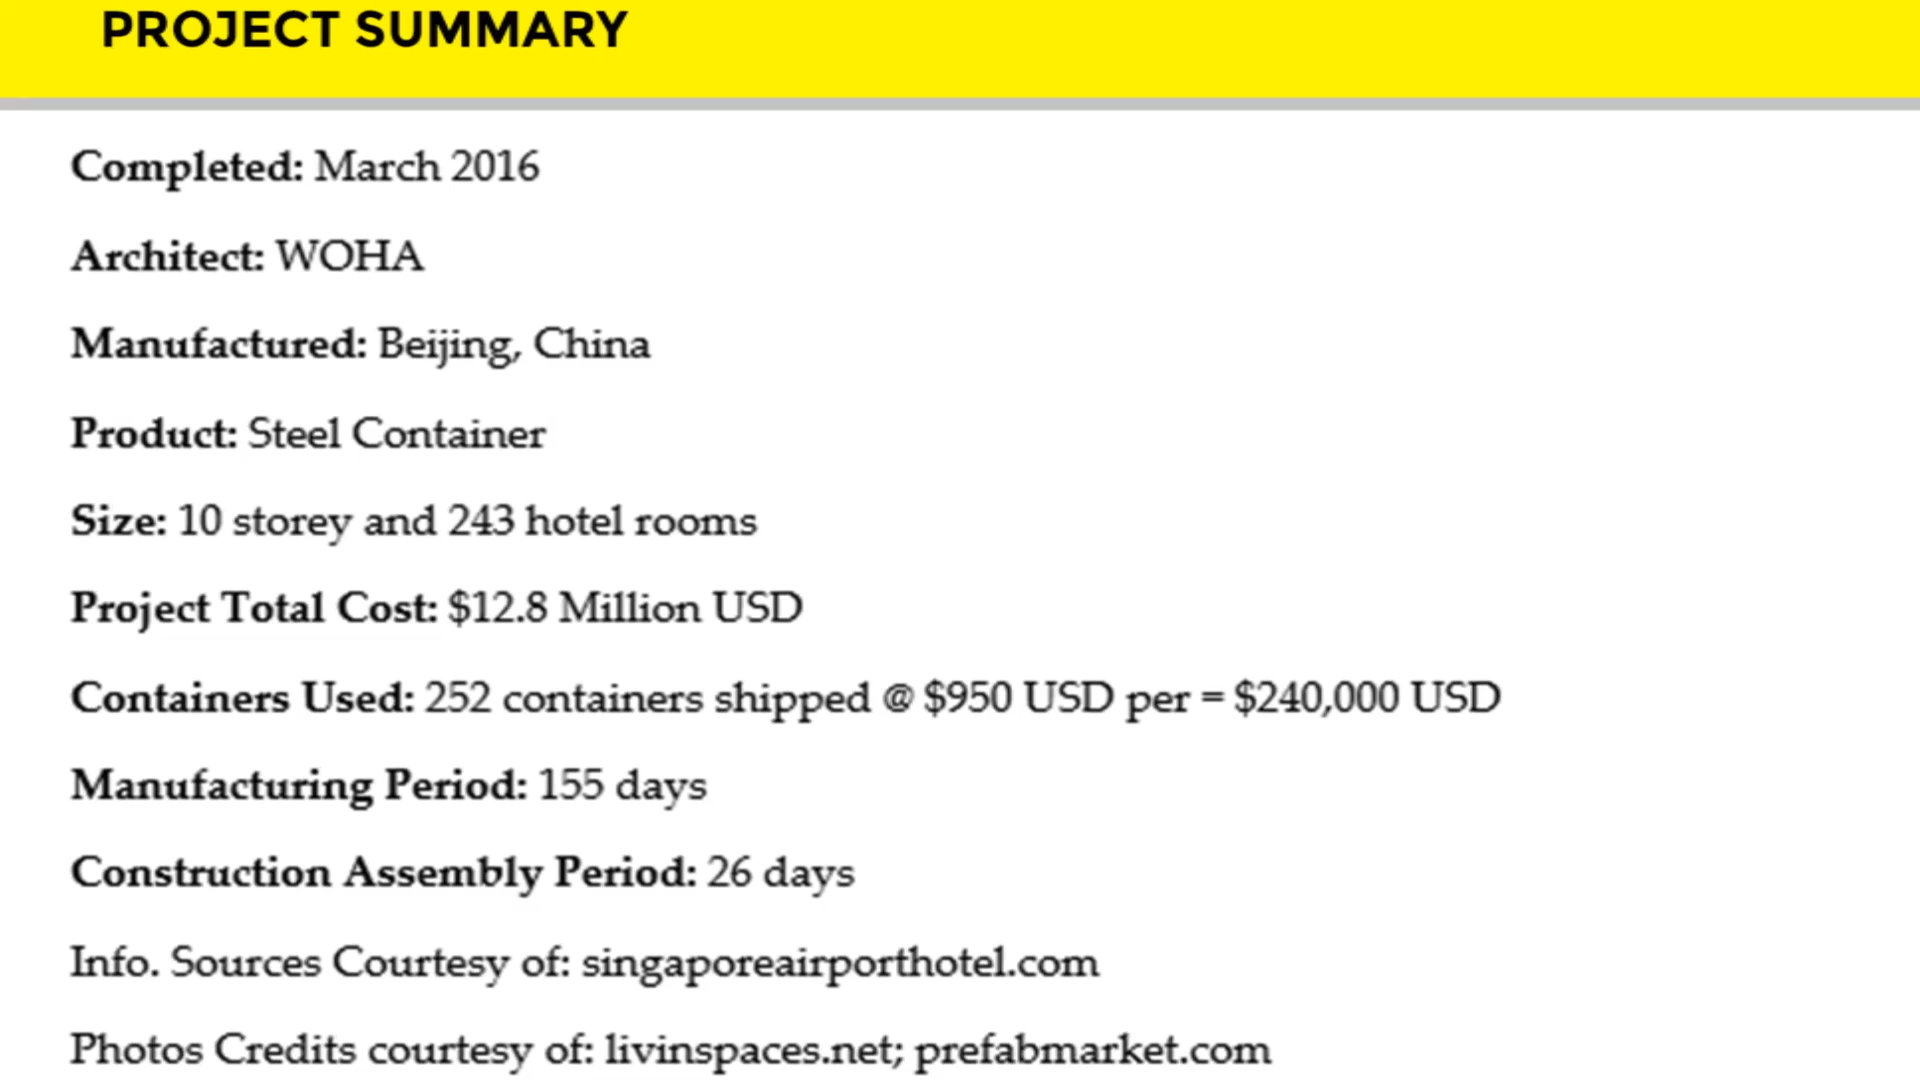 PROJECT SUMMARY
Completed: March 2016
Architect: WOHA
Manufactured: Beijing, China
Product: Steel Container
Size: 10 storey and 243 hotel rooms
Project Total Cost: $12.8 Million USD
Containers Used: 252 containers shipped @ $950 USD per = $240,000 USD
Manufacturing Period: 155 days
Construction Assembly Period: 26 days
Info. Sources Courtesy of: singaporeairporthotel.com
Photos Credits courtesy of: livinspaces.net; prefabmarket.com